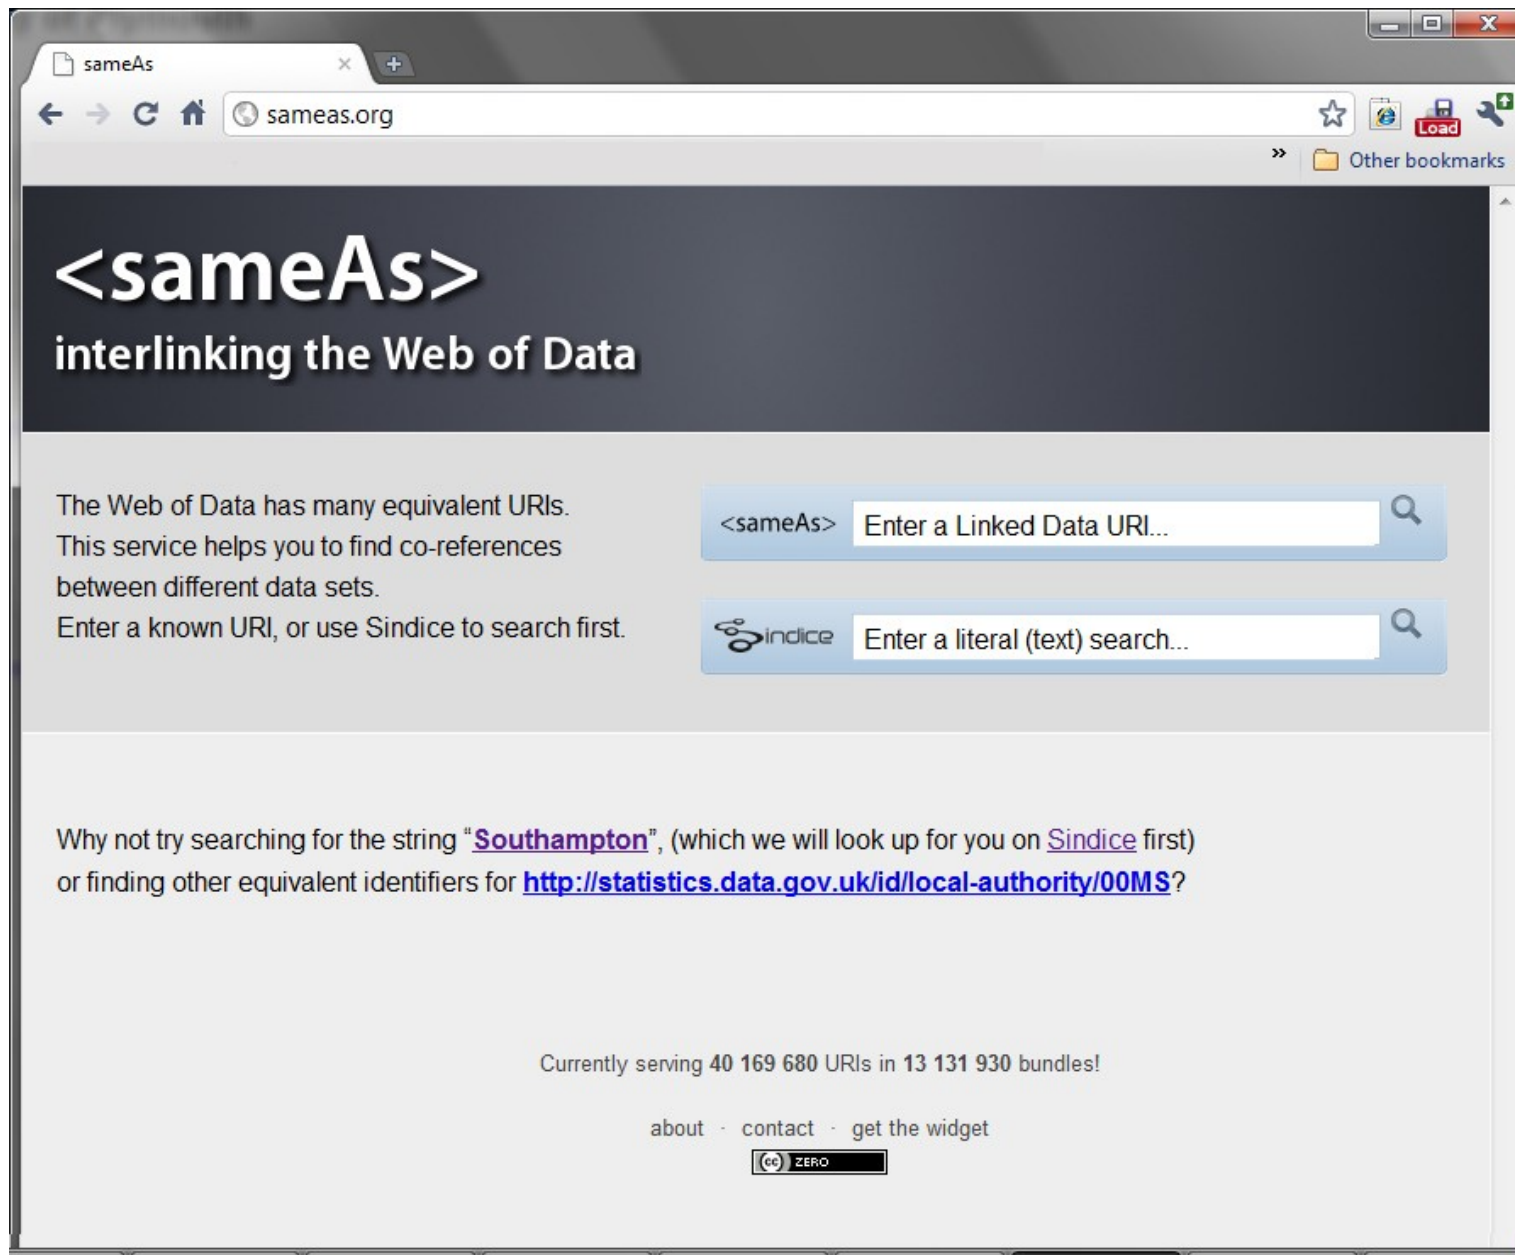 sameAs
sameas.org
Load
»
Other bookmarks
<sameAs>
interlinking the Web of Data
The Web of Data has many equivalent URIs.
This service helps you to find co-references
between different data sets.
Enter a known URI, or use Sindice to search first.
<sameAs> Enter a Linked Data URI...
Sindice Enter a literal (text) search...
Why not try searching for the string “Southampton”, (which we will look up for you on Sindice first)
or finding other equivalent identifiers for http://statistics.data.gov.uk/id/local-authority/00MS?
Currently serving 40 169 680 URIs in 13 131 930 bundles!
about · contact · get the widget
(cc) ZERO